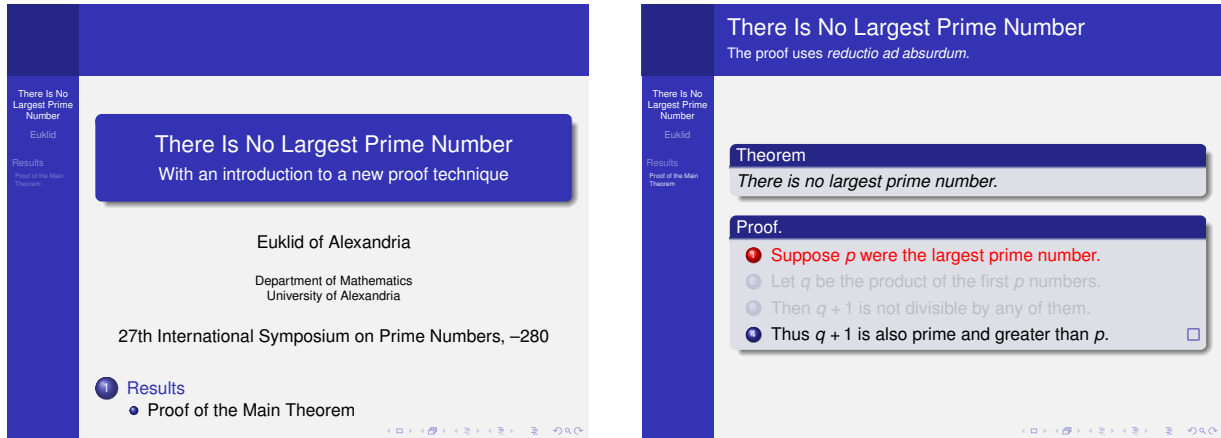 There Is No
Largest Prime
Number
Euklid
Results
Proof of the Main
Theorem
There Is No Largest Prime Number
With an introduction to a new proof technique
Euklid of Alexandria
Department of Mathematics
University of Alexandria
27th International Symposium on Prime Numbers, –280
1 Results
Proof of the Main Theorem
There Is No Largest Prime Number
The proof uses reductio ad absurdum.
There Is No
Largest Prime
Number
Euklid
Results
Proof of the Main
Theorem
Theorem
There is no largest prime number.
Proof.
1 Suppose p were the largest prime number.
2 Let q be the product of the first p numbers.
3 Then q + 1 is not divisible by any of them.
4 Thus q + 1 is also prime and greater than p. □